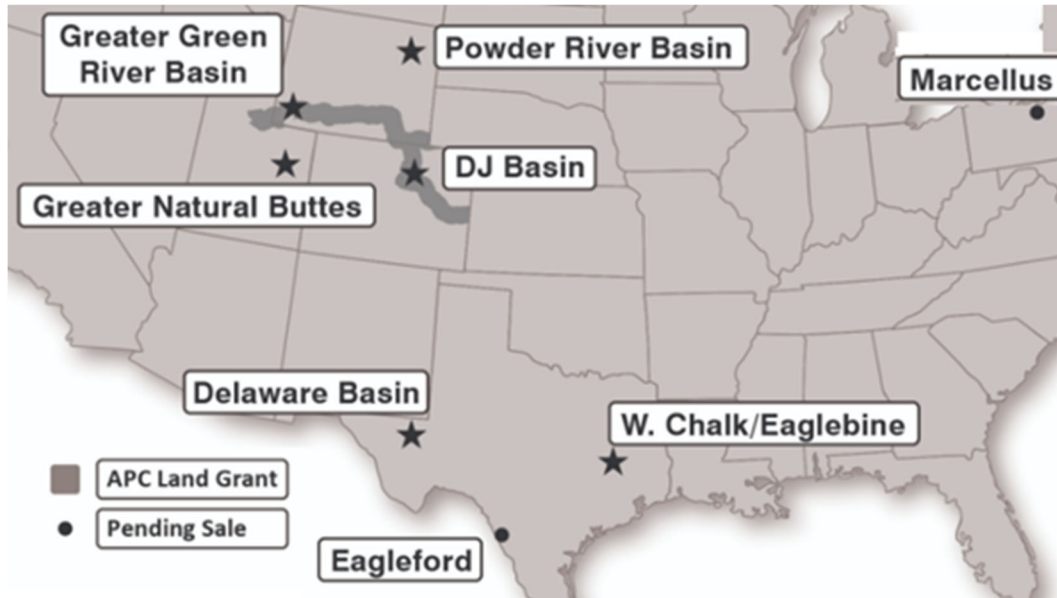 Greater Green
River Basin
Powder River Basin
Marcellus
DJ Basin
Greater Natural Buttes
Delaware Basin
W. Chalk/Eaglebine
APC Land Grant
Pending Sale
Eagleford